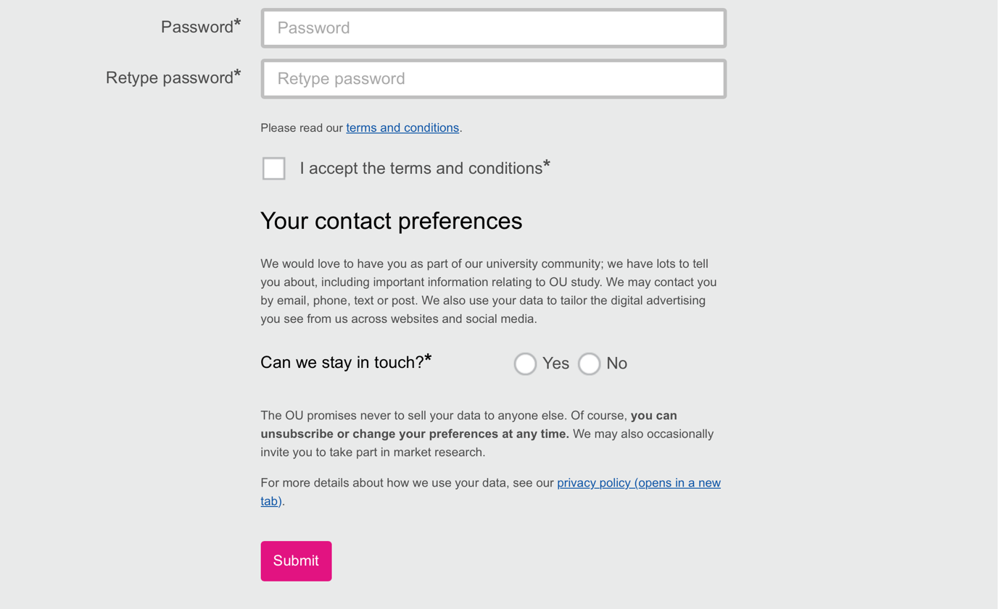 Password*
Password
Retype password*
Retype password
Please read our terms and conditions.
I accept the terms and conditions*
Your contact preferences
We would love to have you as part of our university community; we have lots to tell
you about, including important information relating to OU study. We may contact you
by email, phone, text or post. We also use your data to tailor the digital advertising
you see from us across websites and social media.
Can we stay in touch?* Yes No
The OU promises never to sell your data to anyone else. Of course, you can
unsubscribe or change your preferences at any time. We may also occasionally
invite you to take part in market research.
For more details about how we use your data, see our privacy policy (opens in a new
tab).
Submit